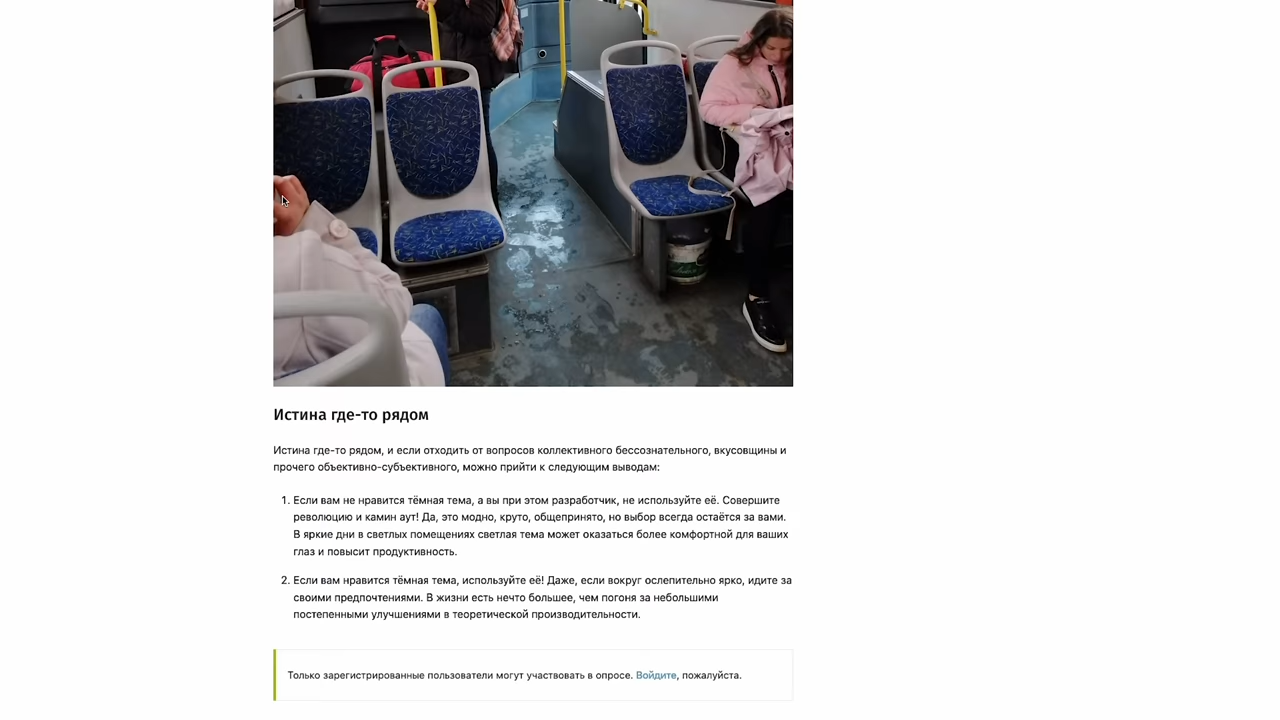 Истина где-то рядом
Истина где-то рядом, и если отходить от вопросов коллективного бессознательного, вкусовщины и
прочего объективно-субъективного, можно прийти к следующим выводам:
1. Если вам не нравится тёмная тема, а вы при этом разработчик, не используйте её. Совершите
революцию и камин аут! Да, это модно, круто, общепринято, но выбор всегда остаётся за вами.
В яркие дни в светлых помещениях светлая тема может оказаться более комфортной для ваших
глаз и повысит продуктивность.
2. Если вам нравится тёмная тема, используйте её! Даже, если вокруг ослепительно ярко, идите за
своими предпочтениями. В жизни есть нечто большее, чем погоня за небольшими
постепенными улучшениями в теоретической производительности.
Только зарегистрированные пользователи могут участвовать в опросе. Войдите, пожалуйста.